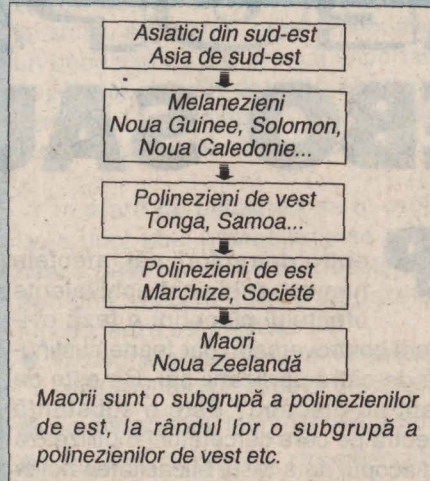 Asiatici din sud-est
Asia de sud-est
Melanezieni
Noua Guinee, Solomon,
Noua Caledonie...
Polinezieni de vest
Tonga, Samoa...
Polinezieni de est
Marchize, Société
Maori
Noua Zeelandă
Maorii sunt o subgrupă a polinezienilor
de est, la rândul lor o subgrupă a
polinezienilor de vest etc.